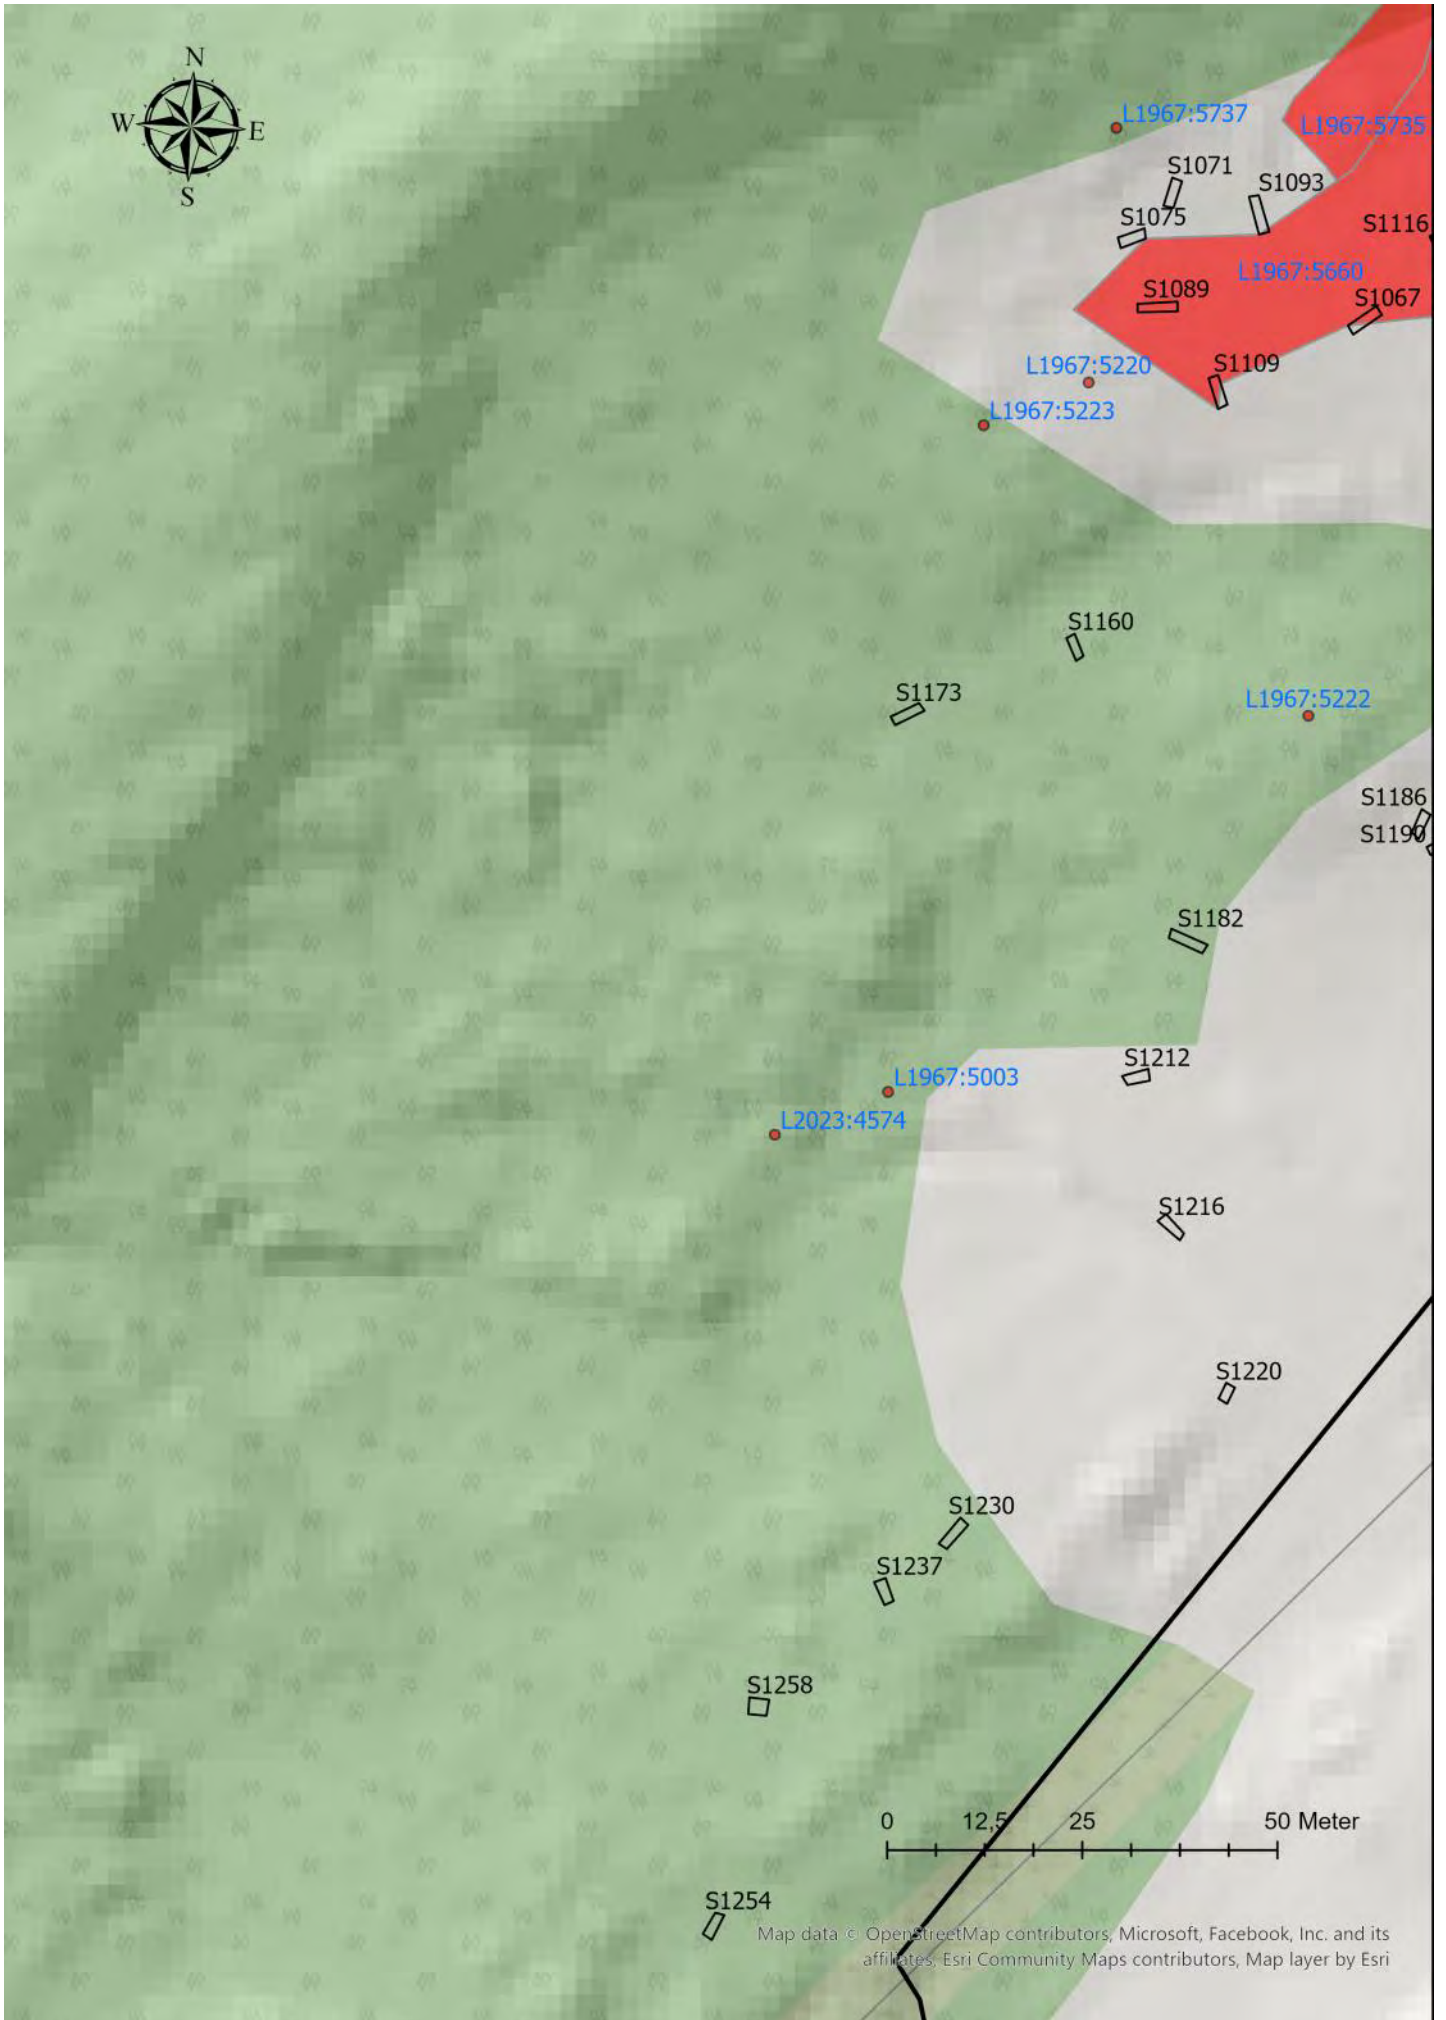 N
W E
S
L1967:5737
L1967:5735
S1071
S1093
S1075
S1116
L1967:5660
S1089
S1067
L1967:5220
S1109
L1967:5223
S1160
S1173
L1967:5222
S1186
S1190
S1182
S1212
L1967:5003
L2023:4574
S1216
S1220
S1230
S1237
S1258
0 12,5 25 50 Meter
S1254
Map data © OpenStreetMap contributors, Microsoft, Facebook, Inc. and its
affiliates, Esri Community Maps contributors, Map layer by Esri